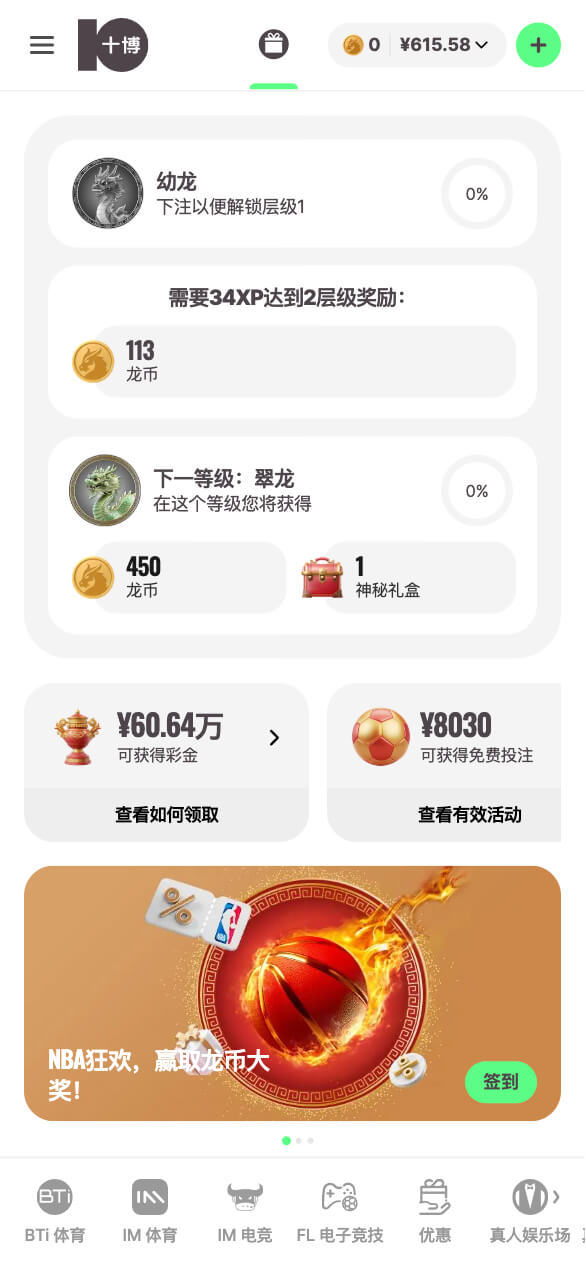 十博
0
¥615.58
幼龙
下注以便解锁层级1
0%
需要34XP达到2层级奖励：
113
龙币
下一等级：翠龙
在这个等级您将获得
0%
450
龙币
1
神秘礼盒
¥60.64万
可获得彩金
查看如何领取
¥8030
可获得免费投注
查看有效活动
NBA狂欢，赢取龙币大
奖！
签到
BTi
IM
BTi 体育
IM 体育
IM 电竞
FL 电子竞技
优惠
真人娱乐场